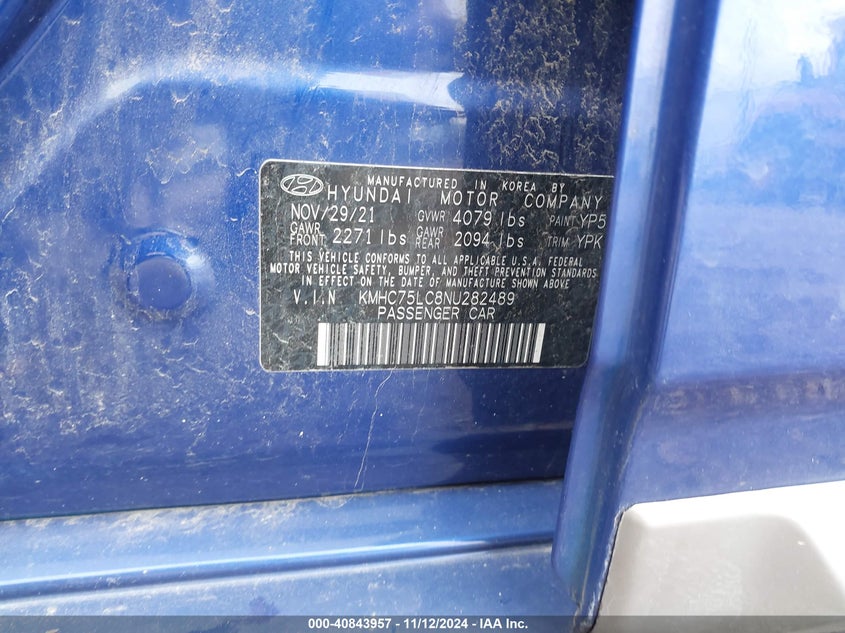 MANUFACTURED IN KOREA BY
HYUNDAI MOTOR COMPANY
NOV/29/21 GVWR 4079 lbs PAINT YP5
GAWR FRONT 2271 lbs GAWR REAR 2094 lbs TRIM YPK
THIS VEHICLE CONFORMS TO ALL APPLICABLE U.S.A. FEDERAL
MOTOR VEHICLE SAFETY, BUMPER, AND THEFT PREVENTION STANDARDS
IN EFFECT ON THE DATE OF MANUFACTURE SHOWN ABOVE
V.I.N KMHC75LC8NU282489
PASSENGER CAR
000-40843957 - 11/12/2024 - IAA Inc.